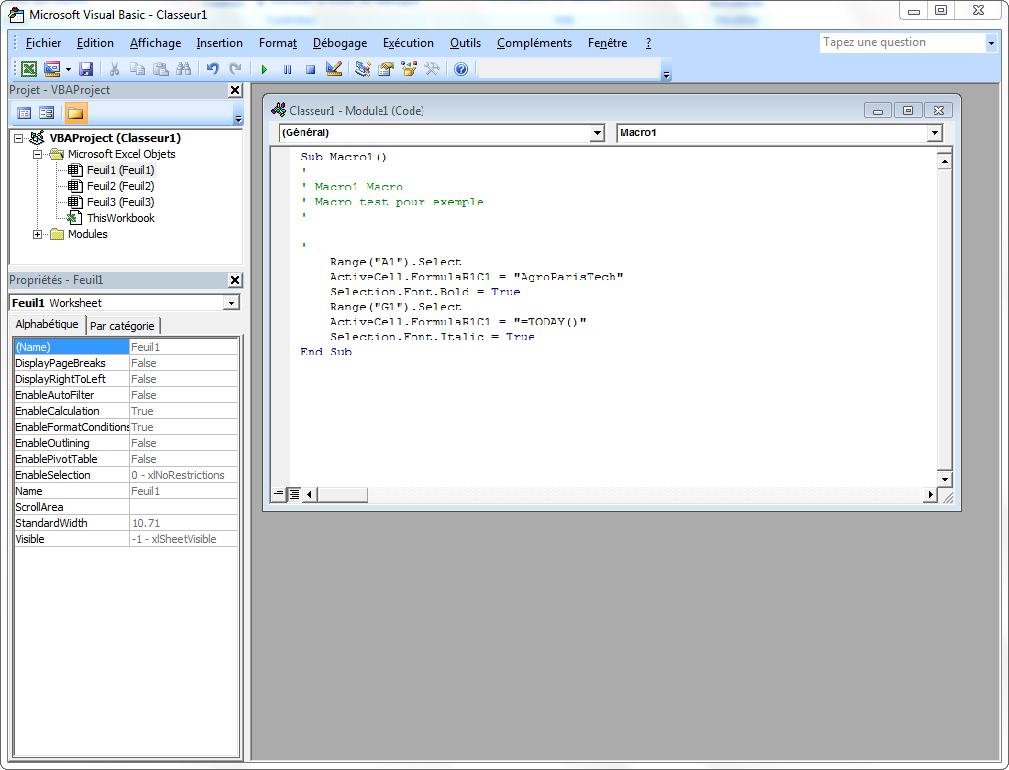 Microsoft Visual Basic - Classeur1
Fichier Edition Affichage Insertion Format Débogage Exécution Outils Compléments Fenêtre ?
Tapez une question
Projet - VBAProject
VBAProject (Classeur1)
Microsoft Excel Objets
Feuil1 (Feuil1)
Feuil2 (Feuil2)
Feuil3 (Feuil3)
ThisWorkbook
Modules
Propriétés - Feuil1
Feuil1 Worksheet
Alphabétique Par catégorie
(Name) Feuil1
DisplayPageBreaks False
DisplayRightToLeft False
EnableAutoFilter False
EnableCalculation True
EnableFormatConditions True
EnableOutlining False
EnablePivotTable False
EnableSelection 0 - xlNoRestrictions
Name Feuil1
ScrollArea
StandardWidth 10.71
Visible -1 - xlSheetVisible
Classeur1 - Module1 (Code)
(Général) Macro1
Sub Macro1()
'
' Macro1 Macro
' Macro test pour exemple
'
'
Range("A1").Select
ActiveCell.FormulaR1C1 = "AgroParisTech"
Selection.Font.Bold = True
Range("G1").Select
ActiveCell.FormulaR1C1 = "=TODAY()"
Selection.Font.Italic = True
End Sub